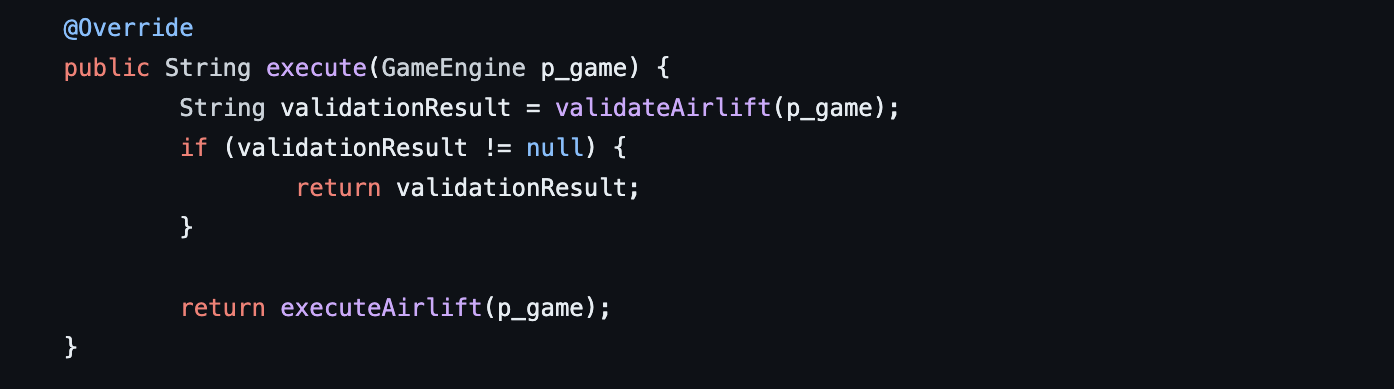 @Override
public String execute(GameEngine p_game) {
String validationResult = validateAirlift(p_game);
if (validationResult != null) {
return validationResult;
}
return executeAirlift(p_game);
}